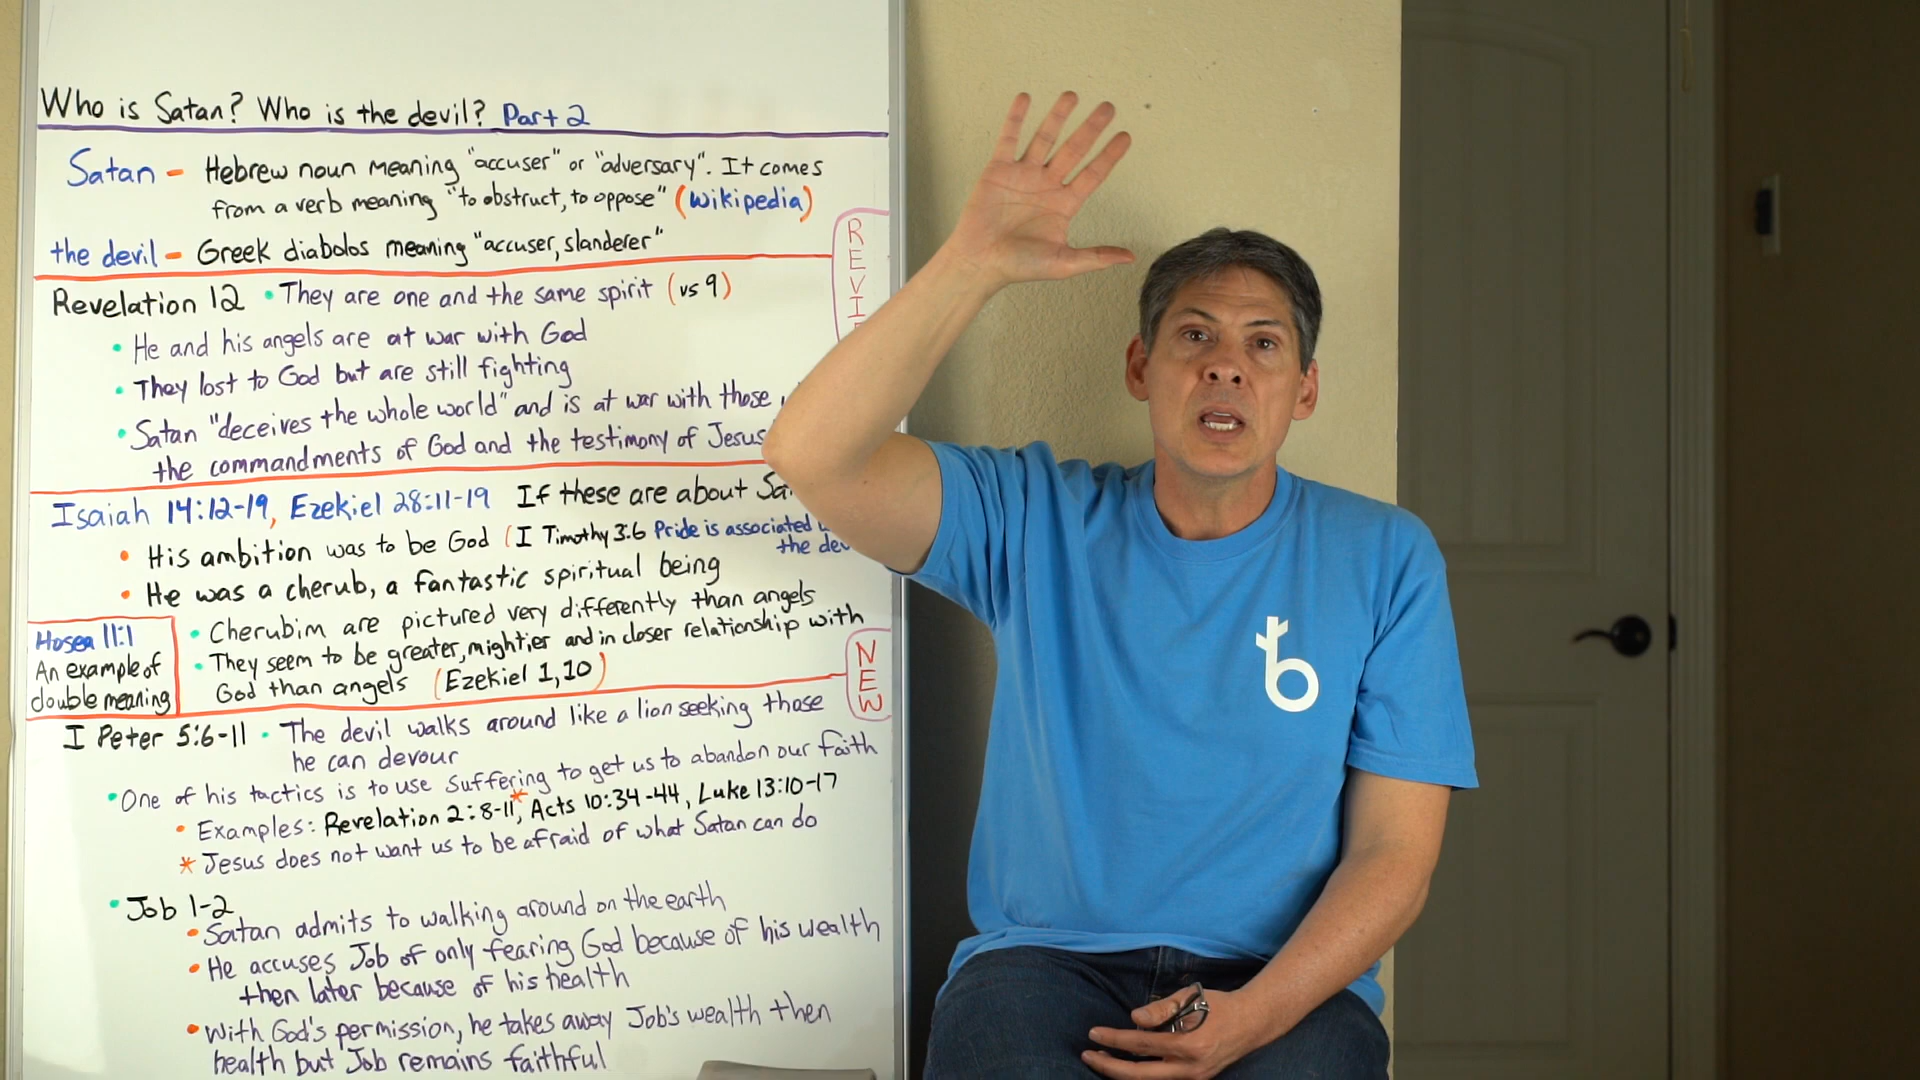 Who is Satan? Who is the devil? Part 2
Satan - Hebrew noun meaning "accuser" or "adversary". It comes
from a verb meaning "to obstruct, to oppose" (wikipedia)
the devil - Greek diabolos meaning "accuser, slanderer"
REVI
Revelation 12 • They are one and the same spirit (vs 9)
• He and his angels are at war with God
• They lost to God but are still fighting
• Satan "deceives the whole world" and is at war with those
the commandments of God and the testimony of Jesus
Isaiah 14:12-19, Ezekiel 28:11-19 If these are about Sa
• His ambition was to be God (I Timothy 3:6 Pride is associated
the dev
• He was a cherub, a fantastic spiritual being
• Cherubim are pictured very differently than angels
• They seem to be greater, mightier and in closer relationship with
God than angels (Ezekiel 1,10)
Hosea 11:1
An example of
double meaning
NEW
I Peter 5:6-11 • The devil walks around like a lion seeking those
he can devour
• One of his tactics is to use suffering to get us to abandon our faith
• Examples: Revelation 2:8-11*, Acts 10:34-44, Luke 13:10-17
* Jesus does not want us to be afraid of what Satan can do
• Job 1-2
• Satan admits to walking around on the earth
• He accuses Job of only fearing God because of his wealth
then later because of his health
• With God's permission, he takes away Job's wealth then
health but Job remains faithful